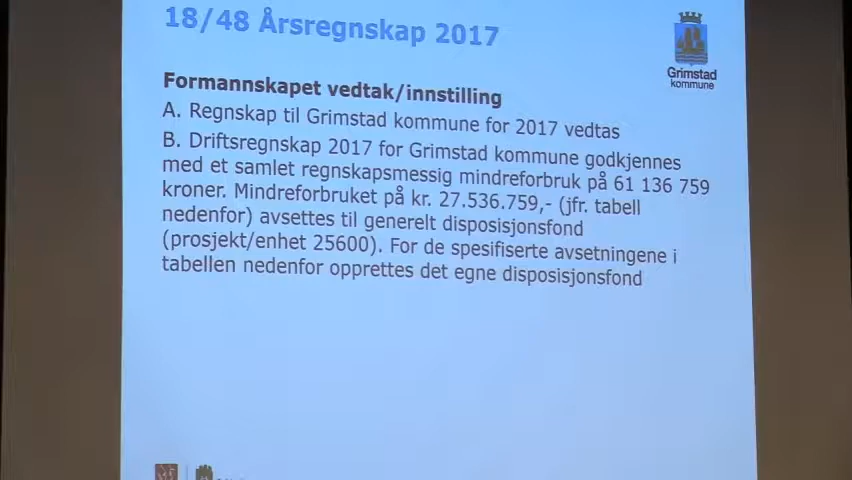 18/48 Årsregnskap 2017
Grimstad
kommune
Formannskapet vedtak/innstilling
A. Regnskap til Grimstad kommune for 2017 vedtas
B. Driftsregnskap 2017 for Grimstad kommune godkjennes
med et samlet regnskapsmessig mindreforbruk på 61 136 759
kroner. Mindreforbruket på kr. 27.536.759,- (jfr. tabell
nedenfor) avsettes til generelt disposisjonsfond
(prosjekt/enhet 25600). For de spesifiserte avsetningene i
tabellen nedenfor opprettes det egne disposisjonsfond